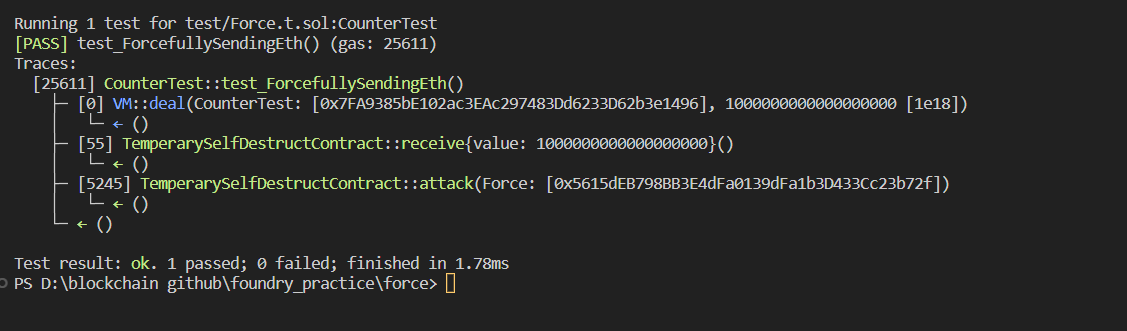 Running 1 test for test/Force.t.sol:CounterTest
[PASS] test_ForcefullySendingEth() (gas: 25611)
Traces:
  [25611] CounterTest::test_ForcefullySendingEth()
    ├─ [0] VM::deal(CounterTest: [0x7FA9385bE102ac3EAc297483Dd6233D62b3e1496], 1000000000000000000 [1e18])
    │   └─ ← ()
    ├─ [55] TemperarySelfDestructContract::receive{value: 1000000000000000000}()
    │   └─ ← ()
    ├─ [5245] TemperarySelfDestructContract::attack(Force: [0x5615dEB798BB3E4dFa0139dFa1b3D433Cc23b72f])
    │   └─ ← ()
    └─ ← ()
Test result: ok. 1 passed; 0 failed; finished in 1.78ms
PS D:\blockchain github\foundry_practice\force>